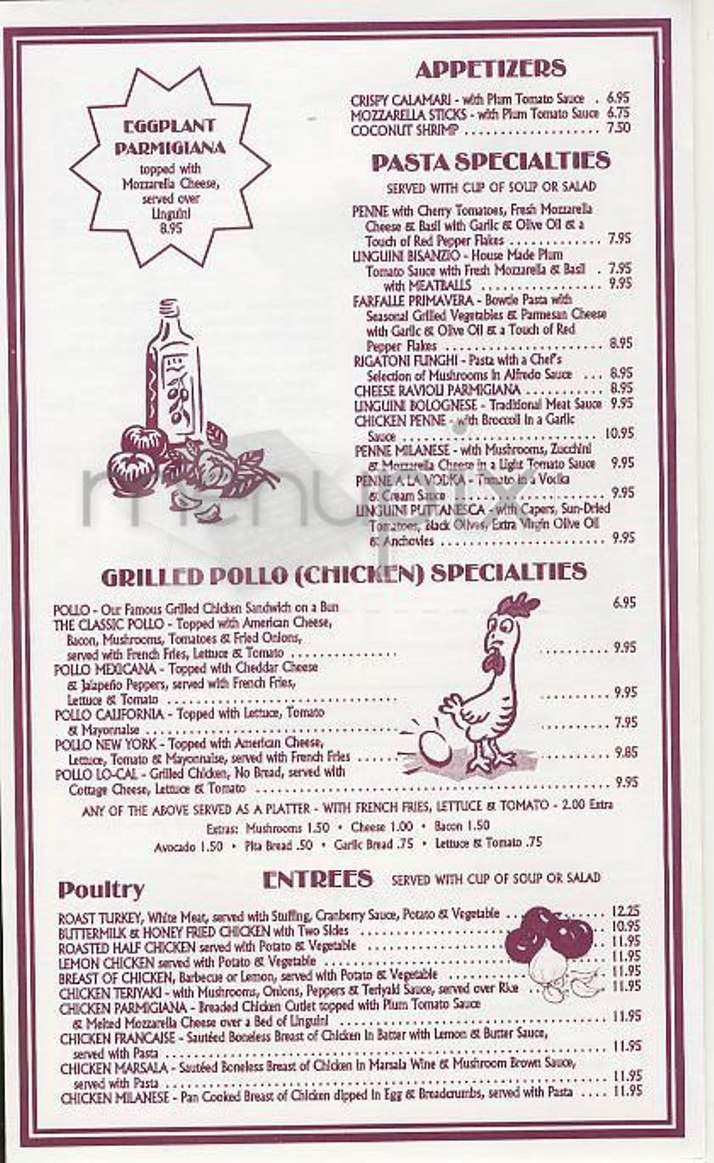 EGGPLANT
PARMIGIANA
topped with
Mozzarella Cheese,
served over
Linguini
8.95
APPETIZERS
CRISPY CALAMARI - with Plum Tomato Sauce . 6.95
MOZZARELLA STICKS - with Plum Tomato Sauce 6.75
COCONUT SHRIMP .................... 7.50
PASTA SPECIALTIES
SERVED WITH CUP OF SOUP OR SALAD
PENNE with Cherry Tomatoes, Fresh Mozzarella
Cheese & Basil with Garlic & Olive Oil & a
Touch of Red Pepper Flakes ............. 7.95
LINGUINI BISANZIO - House Made Plum
Tomato Sauce with Fresh Mozzarella & Basil . 7.95
with MEATBALLS .................. 9.95
FARFALLE PRIMAVERA - Bowtie Pasta with
Seasonal Grilled Vegetables & Parmesan Cheese
with Garlic & Olive Oil & a Touch of Red
Pepper Flakes ........................ 8.95
RIGATONI FUNGHI - Pasta with a Chef's
Selection of Mushrooms in Alfredo Sauce ... 8.95
CHEESE RAVIOLI PARMIGIANA ........... 8.95
LINGUINI BOLOGNESE - Traditional Meat Sauce 9.95
CHICKEN PENNE - with Broccoli in a Garlic
Sauce ............................. 10.95
PENNE MILANESE - with Mushrooms, Zucchini
& Mozzarella Cheese in a Light Tomato Sauce 9.95
PENNE A LA VODKA - Tomato in a Vodka
& Cream Sauce ........................ 9.95
LINGUINI PUTTANESCA - with Capers, Sun-Dried
Tomatoes, Black Olives, Extra Virgin Olive Oil
& Anchovies ........................ 9.95
menupix
GRILLED POLLO (CHICKEN) SPECIALTIES
POLLO - Our Famous Grilled Chicken Sandwich on a Bun 6.95
THE CLASSIC POLLO - Topped with American Cheese,
Bacon, Mushrooms, Tomatoes & Fried Onions,
served with French Fries, Lettuce & Tomato ................ .......... 9.95
POLLO MEXICANA - Topped with Cheddar Cheese
& Jalapeño Peppers, served with French Fries,
Lettuce & Tomato .................................. .......... 9.95
POLLO CALIFORNIA - Topped with Lettuce, Tomato
& Mayonnaise ..................................... .......... 7.95
POLLO NEW YORK - Topped with American Cheese,
Lettuce, Tomato & Mayonnaise, served with French Fries ...... .......... 9.85
POLLO LO-CAL - Grilled Chicken, No Bread, served with
Cottage Cheese, Lettuce & Tomato .................................................. 9.95
ANY OF THE ABOVE SERVED AS A PLATTER - WITH FRENCH FRIES, LETTUCE & TOMATO - 2.00 Extra
Extras: Mushrooms 1.50 • Cheese 1.00 • Bacon 1.50
Avocado 1.50 • Pita Bread .50 • Garlic Bread .75 • Lettuce & Tomato .75
ENTREES SERVED WITH CUP OF SOUP OR SALAD
Poultry
ROAST TURKEY, White Meat, served with Stuffing, Cranberry Sauce, Potato & Vegetable .. ...... 12.25
BUTTERMILK & HONEY FRIED CHICKEN with Two Sides ...................... ... 10.95
ROASTED HALF CHICKEN served with Potato & Vegetable ..................... ... 11.95
LEMON CHICKEN served with Potato & Vegetable ........................... ... 11.95
BREAST OF CHICKEN, Barbecue or Lemon, served with Potato & Vegetable .......... ... 11.95
CHICKEN TERIYAKI - with Mushrooms, Onions, Peppers & Teriyaki Sauce, served over Rice .. ... 11.95
CHICKEN PARMIGIANA - Breaded Chicken Cutlet topped with Plum Tomato Sauce
& Melted Mozzarella Cheese over a Bed of Linguini ...................................... 11.95
CHICKEN FRANCAISE - Sautéed Boneless Breast of Chicken in Batter with Lemon & Butter Sauce,
served with Pasta ................................................................ 11.95
CHICKEN MARSALA - Sautéed Boneless Breast of Chicken in Marsala Wine & Mushroom Brown Sauce,
served with Pasta ................................................................ 11.95
CHICKEN MILANESE - Pan Cooked Breast of Chicken dipped in Egg & Breadcrumbs, served with Pasta .... 11.95